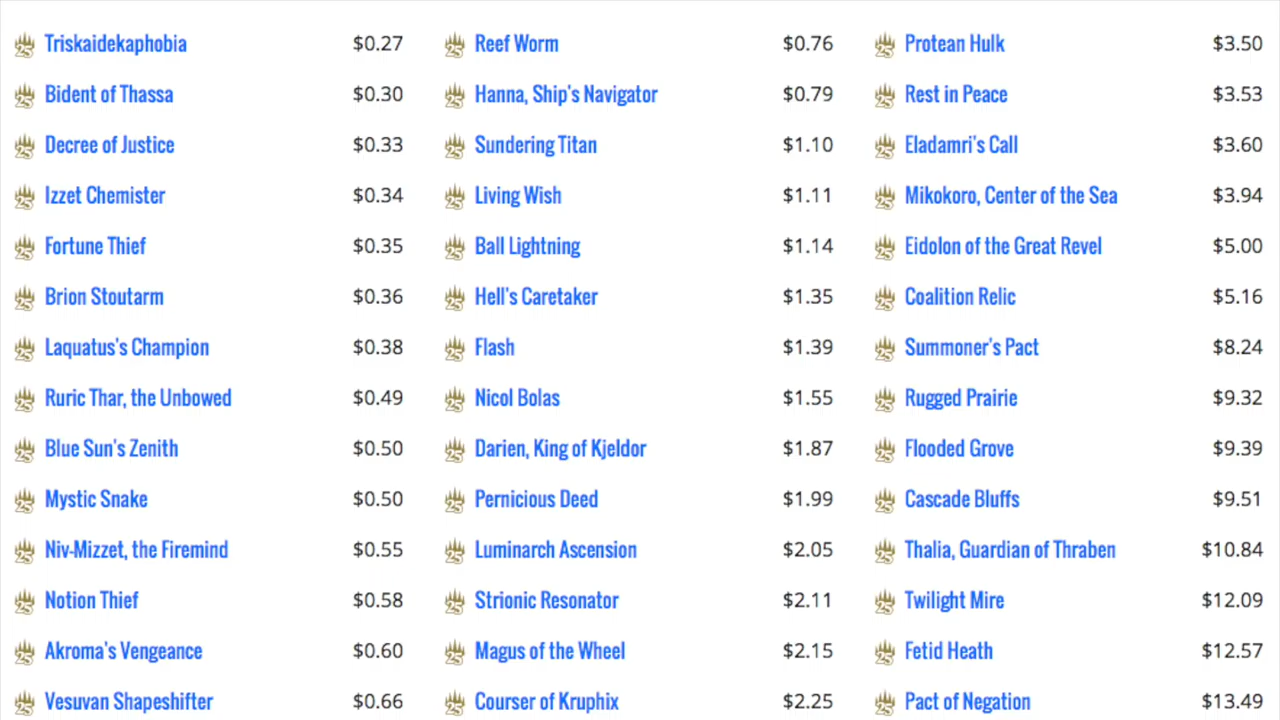 Triskaidekaphobia $0.27
Bident of Thassa $0.30
Decree of Justice $0.33
Izzet Chemister $0.34
Fortune Thief $0.35
Brion Stoutarm $0.36
Laquatus's Champion $0.38
Ruric Thar, the Unbowed $0.49
Blue Sun's Zenith $0.50
Mystic Snake $0.50
Niv-Mizzet, the Firemind $0.55
Notion Thief $0.58
Akroma's Vengeance $0.60
Vesuvan Shapeshifter $0.66
Reef Worm $0.76
Hanna, Ship's Navigator $0.79
Sundering Titan $1.10
Living Wish $1.11
Ball Lightning $1.14
Hell's Caretaker $1.35
Flash $1.39
Nicol Bolas $1.55
Darien, King of Kjeldor $1.87
Pernicious Deed $1.99
Luminarch Ascension $2.05
Strionic Resonator $2.11
Magus of the Wheel $2.15
Courser of Kruphix $2.25
Protean Hulk $3.50
Rest in Peace $3.53
Eladamri's Call $3.60
Mikokoro, Center of the Sea $3.94
Eidolon of the Great Revel $5.00
Coalition Relic $5.16
Summoner's Pact $8.24
Rugged Prairie $9.32
Flooded Grove $9.39
Cascade Bluffs $9.51
Thalia, Guardian of Thraben $10.84
Twilight Mire $12.09
Fetid Heath $12.57
Pact of Negation $13.49